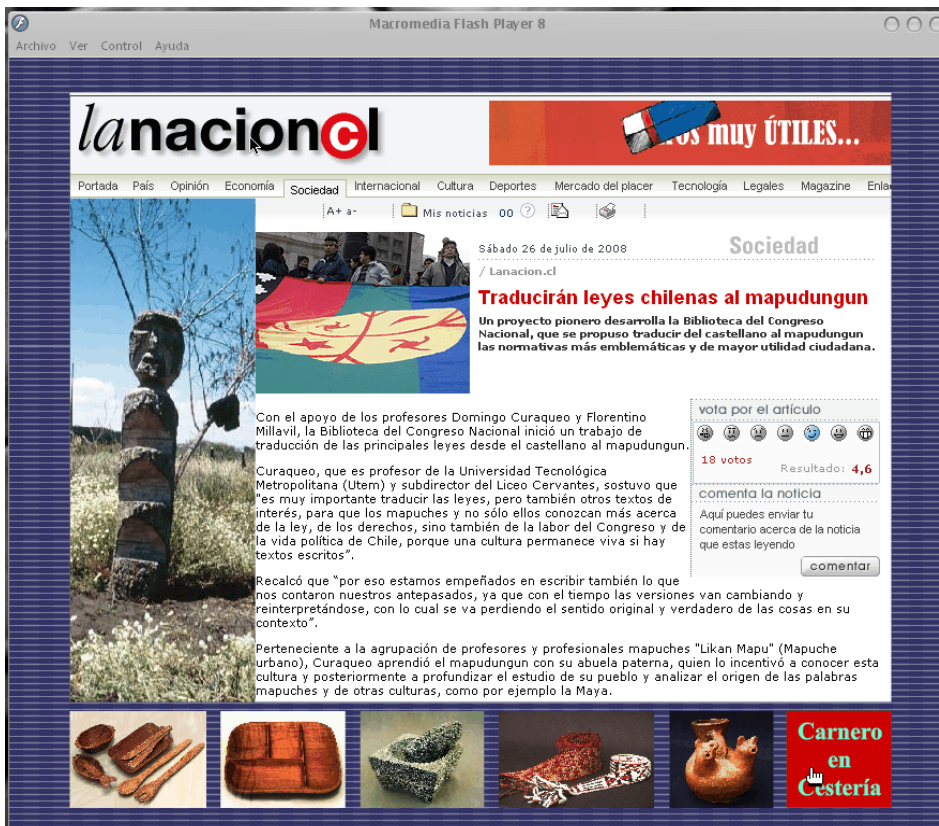 Macromedia Flash Player 8
Archivo Ver Control Ayuda
lanacioncl
muy ÚTILES...
Portada País Opinión Economía Sociedad Internacional Cultura Deportes Mercado del placer Tecnología Legales Magazine Enla
A+ a- Mis noticias 00 ?
Sábado 26 de julio de 2008
Sociedad
/ Lanacion.cl
Traducirán leyes chilenas al mapudungun
Un proyecto pionero desarrolla la Biblioteca del Congreso
Nacional, que se propuso traducir del castellano al mapudungun
las normativas más emblemáticas y de mayor utilidad ciudadana.
Con el apoyo de los profesores Domingo Curaqueo y Florentino
Millavil, la Biblioteca del Congreso Nacional inició un trabajo de
traducción de las principales leyes desde el castellano al mapudungun.
Curaqueo, que es profesor de la Universidad Tecnológica
Metropolitana (Utem) y subdirector del Liceo Cervantes, sostuvo que
"es muy importante traducir las leyes, pero también otros textos de
interés, para que los mapuches y no sólo ellos conozcan más acerca
de la ley, de los derechos, sino también de la labor del Congreso y de
la vida política de Chile, porque una cultura permanece viva si hay
textos escritos".
Recalcó que "por eso estamos empeñados en escribir también lo que
nos contaron nuestros antepasados, ya que con el tiempo las versiones van cambiando y
reinterpretándose, con lo cual se va perdiendo el sentido original y verdadero de las cosas en su
contexto".
Perteneciente a la agrupación de profesores y profesionales mapuches "Likan Mapu" (Mapuche
urbano), Curaqueo aprendió el mapudungun con su abuela paterna, quien lo incentivó a conocer esta
cultura y posteriormente a profundizar el estudio de su pueblo y analizar el origen de las palabras
mapuches y de otras culturas, como por ejemplo la Maya.
vota por el artículo
18 votos
Resultado: 4,6
comenta la noticia
Aquí puedes enviar tu
comentario acerca de la noticia
que estas leyendo
comentar
Carnero
en
Cestería